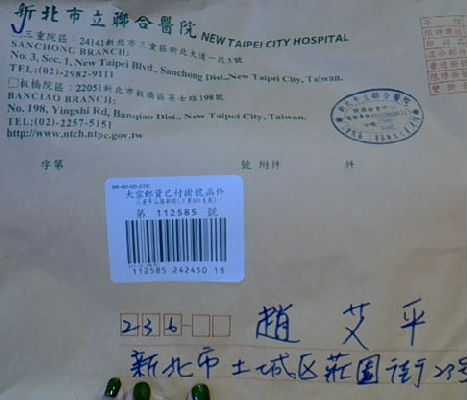 新北市立聯合醫院 NEW TAIPEI CITY HOSPITAL
三重院區：24141新北市三重區新北大道一段3號
SANCHONG BRANCH:
No. 3, Sec. 1, New Taipei Blvd, Sanchong Dist., New Taipei City, Taiwan.
TEL:(02)-2982-9111
板橋院區：22051新北市板橋區英士路198號
BANCIAO BRANCH:
No. 198, Yingshi Rd, Banqiao Dist., New Taipei City, Taiwan.
TEL:(02)-2257-5151
http://www.ntch.ntpc.gov.tw
字第 號 附件 件
大宗郵資已付掛號函件
第 112585 號
112585 242450 18
236
趙 艾 平
新北市土城区莊園街23号